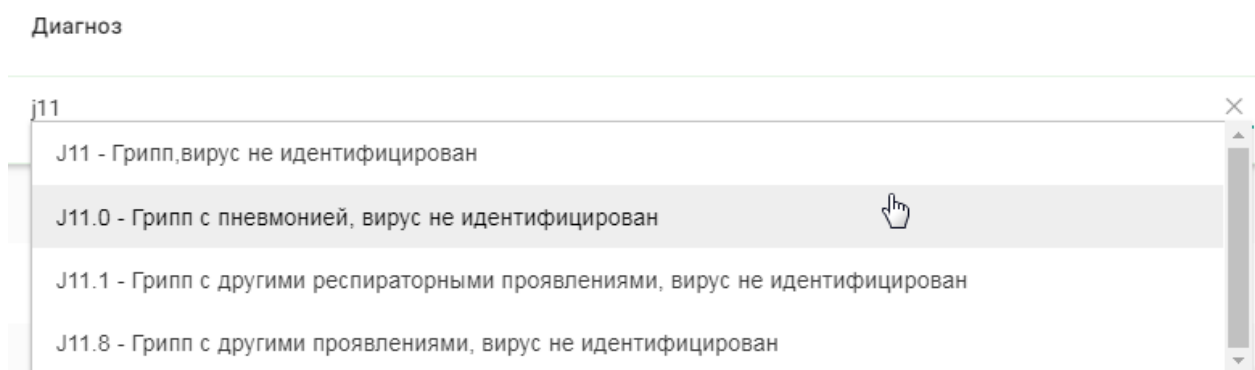 Диагноз
j11
J11 - Грипп,вирус не идентифицирован
J11.0 - Грипп с пневмонией, вирус не идентифицирован
J11.1 - Грипп с другими респираторными проявлениями, вирус не идентифицирован
J11.8 - Грипп с другими проявлениями, вирус не идентифицирован